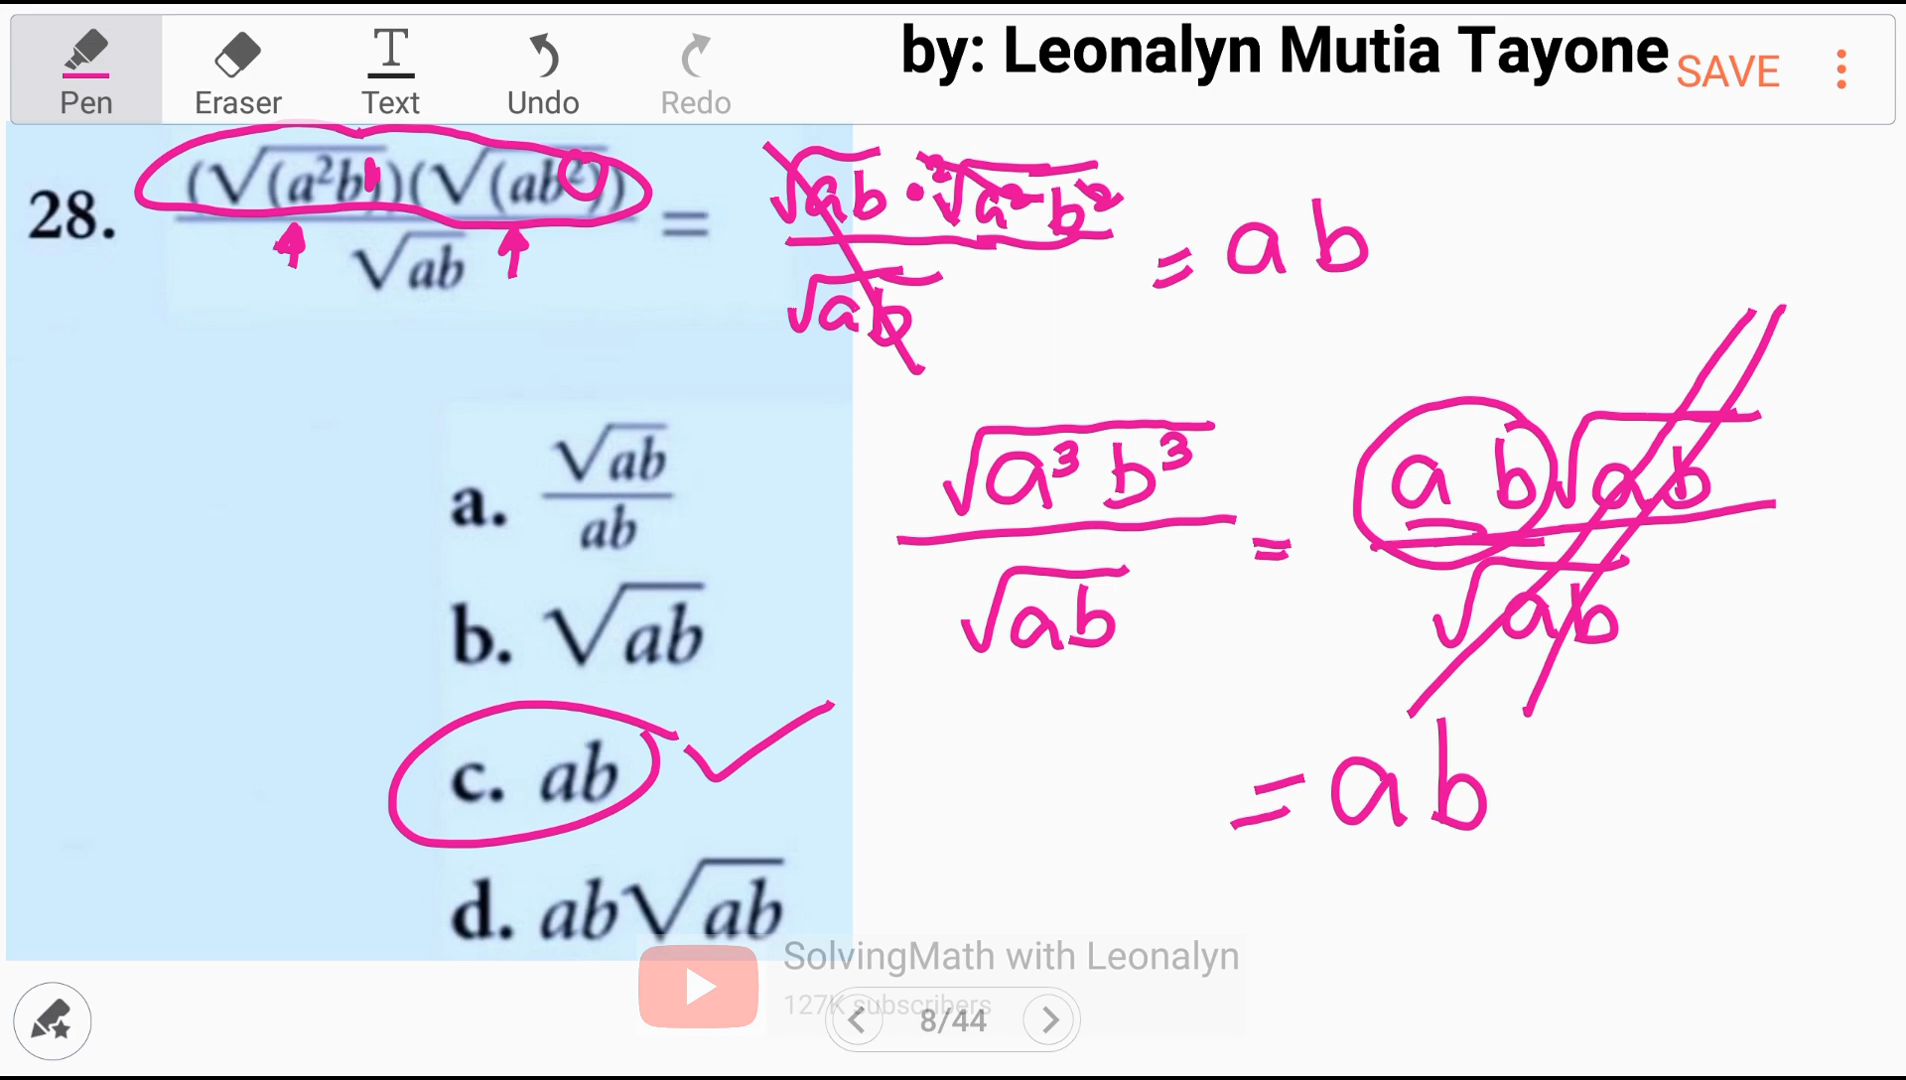 by: Leonalyn Mutia Tayone
SAVE
Pen
Eraser
Text
Undo
Redo
28. (√(a²b))(√(ab²)) / √ab =
√ab · ²√a²b² / √ab = ab
√a³b³ / √ab = ab√ab / √ab
= ab
a. √ab / ab
b. √ab
c. ab
d. ab√ab
SolvingMath with Leonalyn
127K subscribers
8/44